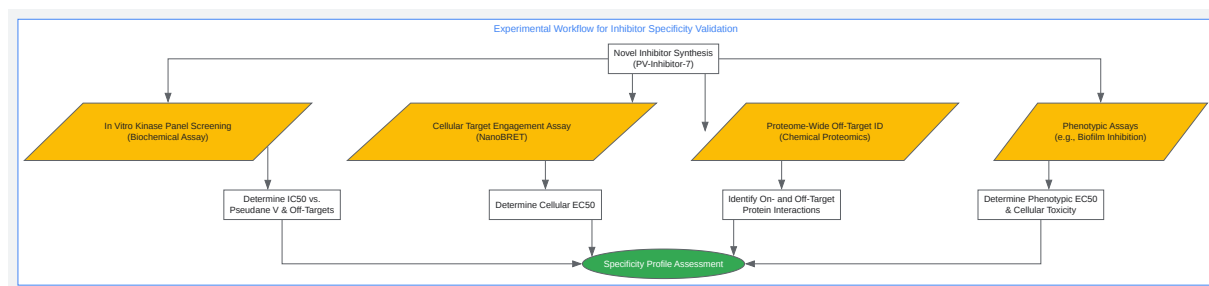 Experimental Workflow for Inhibitor Specificity Validation
Novel Inhibitor Synthesis
(PV-Inhibitor-7)
In Vitro Kinase Panel Screening
(Biochemical Assay)
Cellular Target Engagement Assay
(NanoBRET)
Proteome-Wide Off-Target ID
(Chemical Proteomics)
Phenotypic Assays
(e.g., Biofilm Inhibition)
Determine IC50 vs.
Pseudane V & Off-Targets
Determine Cellular EC50
Identify On- and Off-Target
Protein Interactions
Determine Phenotypic EC50
& Cellular Toxicity
Specificity Profile Assessment